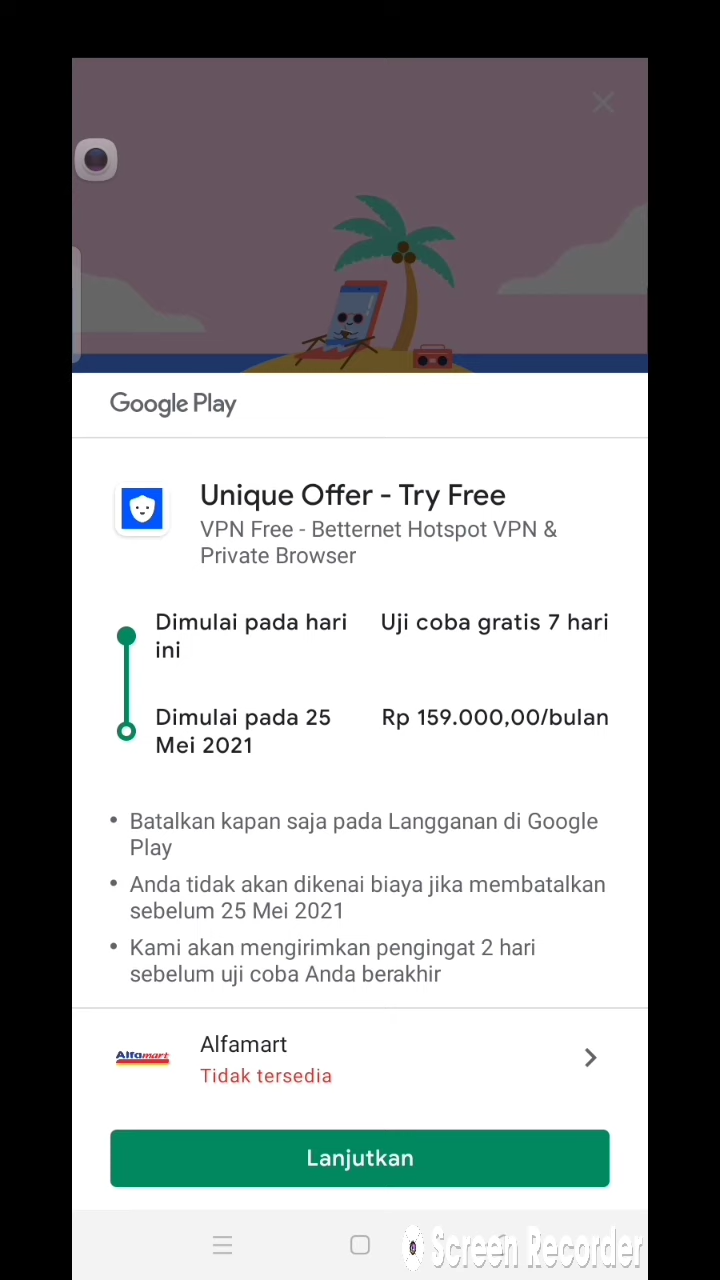 Google Play
Unique Offer - Try Free
VPN Free - Betternet Hotspot VPN &
Private Browser
Dimulai pada hari
ini
Uji coba gratis 7 hari
Dimulai pada 25
Mei 2021
Rp 159.000,00/bulan
• Batalkan kapan saja pada Langganan di Google
Play
• Anda tidak akan dikenai biaya jika membatalkan
sebelum 25 Mei 2021
• Kami akan mengirimkan pengingat 2 hari
sebelum uji coba Anda berakhir
Alfamart
Alfamart
Tidak tersedia
Lanjutkan
Screen Recorder